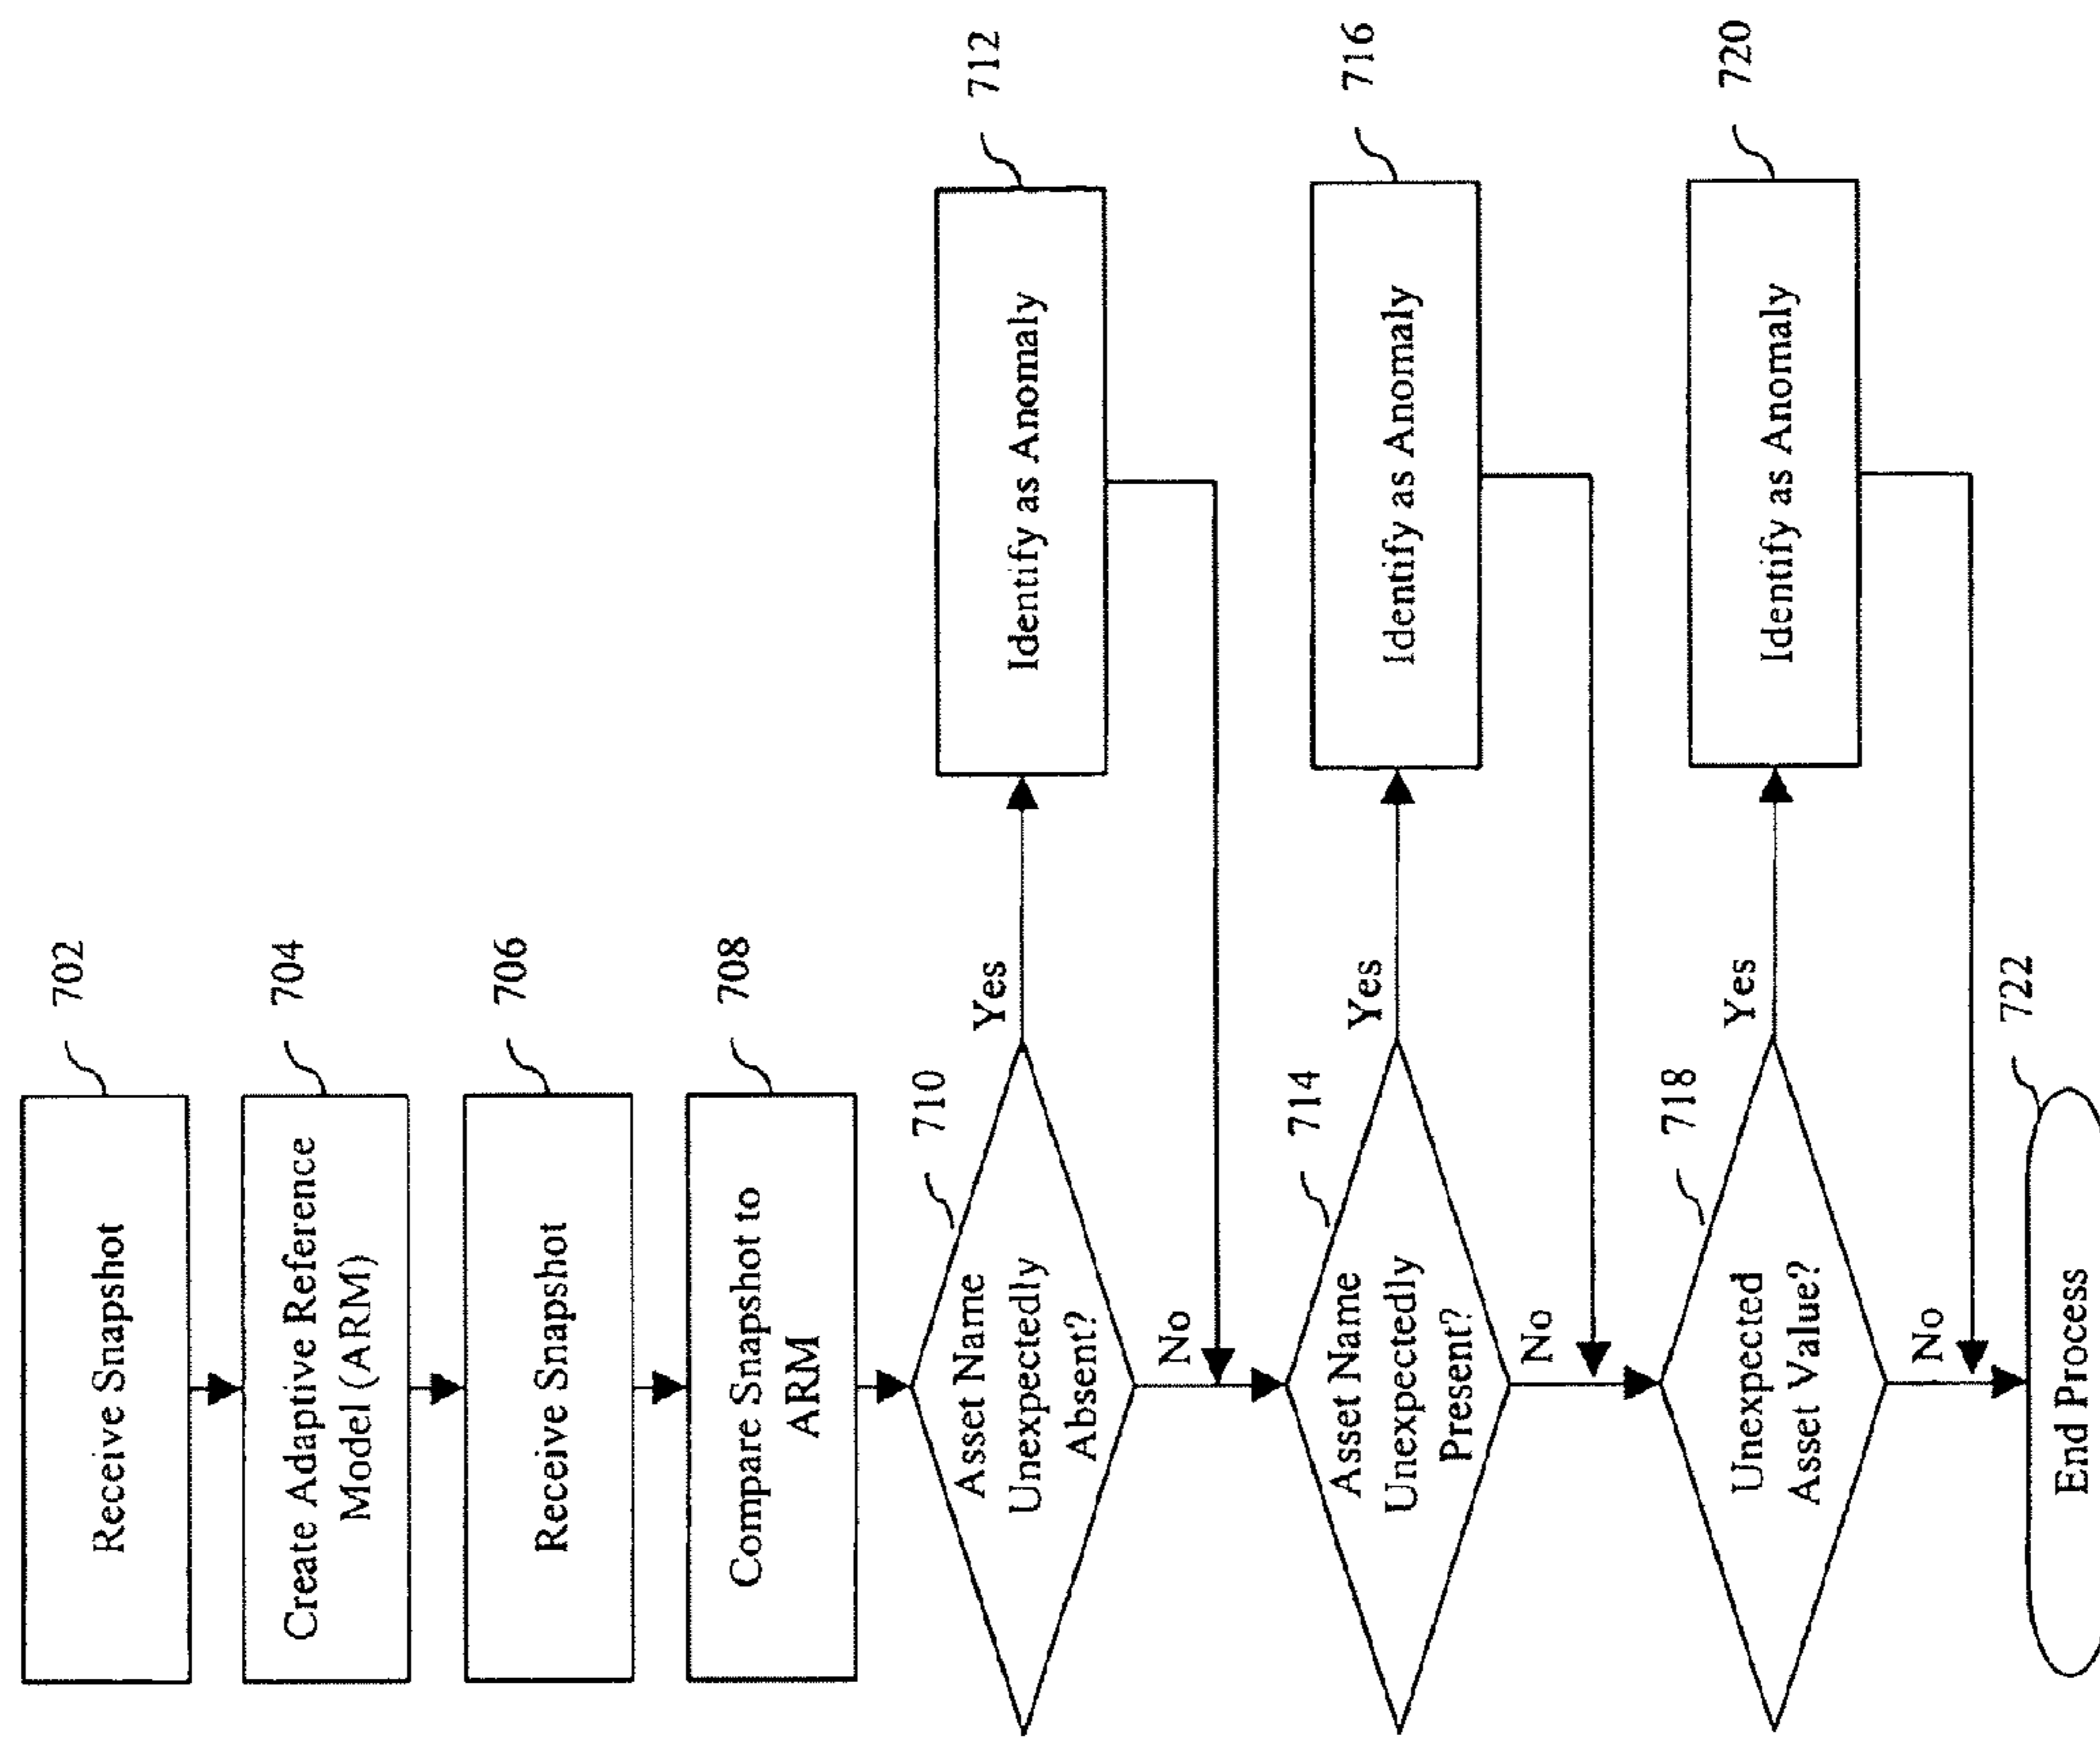 702
Receive Snapshot
704
Create Adaptive Reference
Model (ARM)
706
Receive Snapshot
708
Compare Snapshot to
ARM
710
Asset Name
Unexpectedly
Absent?
Yes
712
Identify as Anomaly
No
714
Asset Name
Unexpectedly
Present?
Yes
716
Identify as Anomaly
No
718
Unexpected
Asset Value?
Yes
720
Identify as Anomaly
No
722
End Process